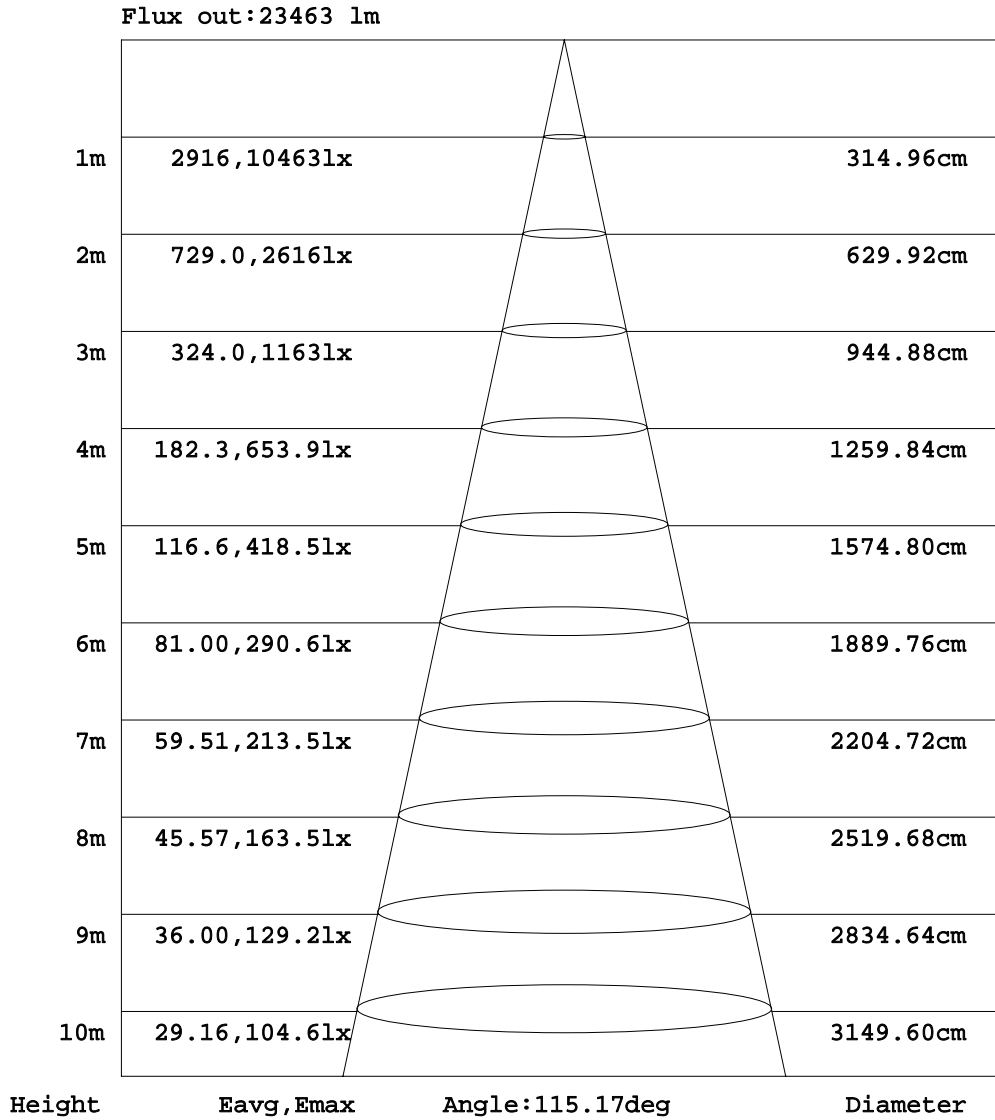 Flux out:23463 lm
1m 2916,10463lx 314.96cm
2m 729.0,2616lx 629.92cm
3m 324.0,1163lx 944.88cm
4m 182.3,653.9lx 1259.84cm
5m 116.6,418.5lx 1574.80cm
6m 81.00,290.6lx 1889.76cm
7m 59.51,213.5lx 2204.72cm
8m 45.57,163.5lx 2519.68cm
9m 36.00,129.2lx 2834.64cm
10m 29.16,104.6lx 3149.60cm
Height Eavg,Emax Angle:115.17deg Diameter